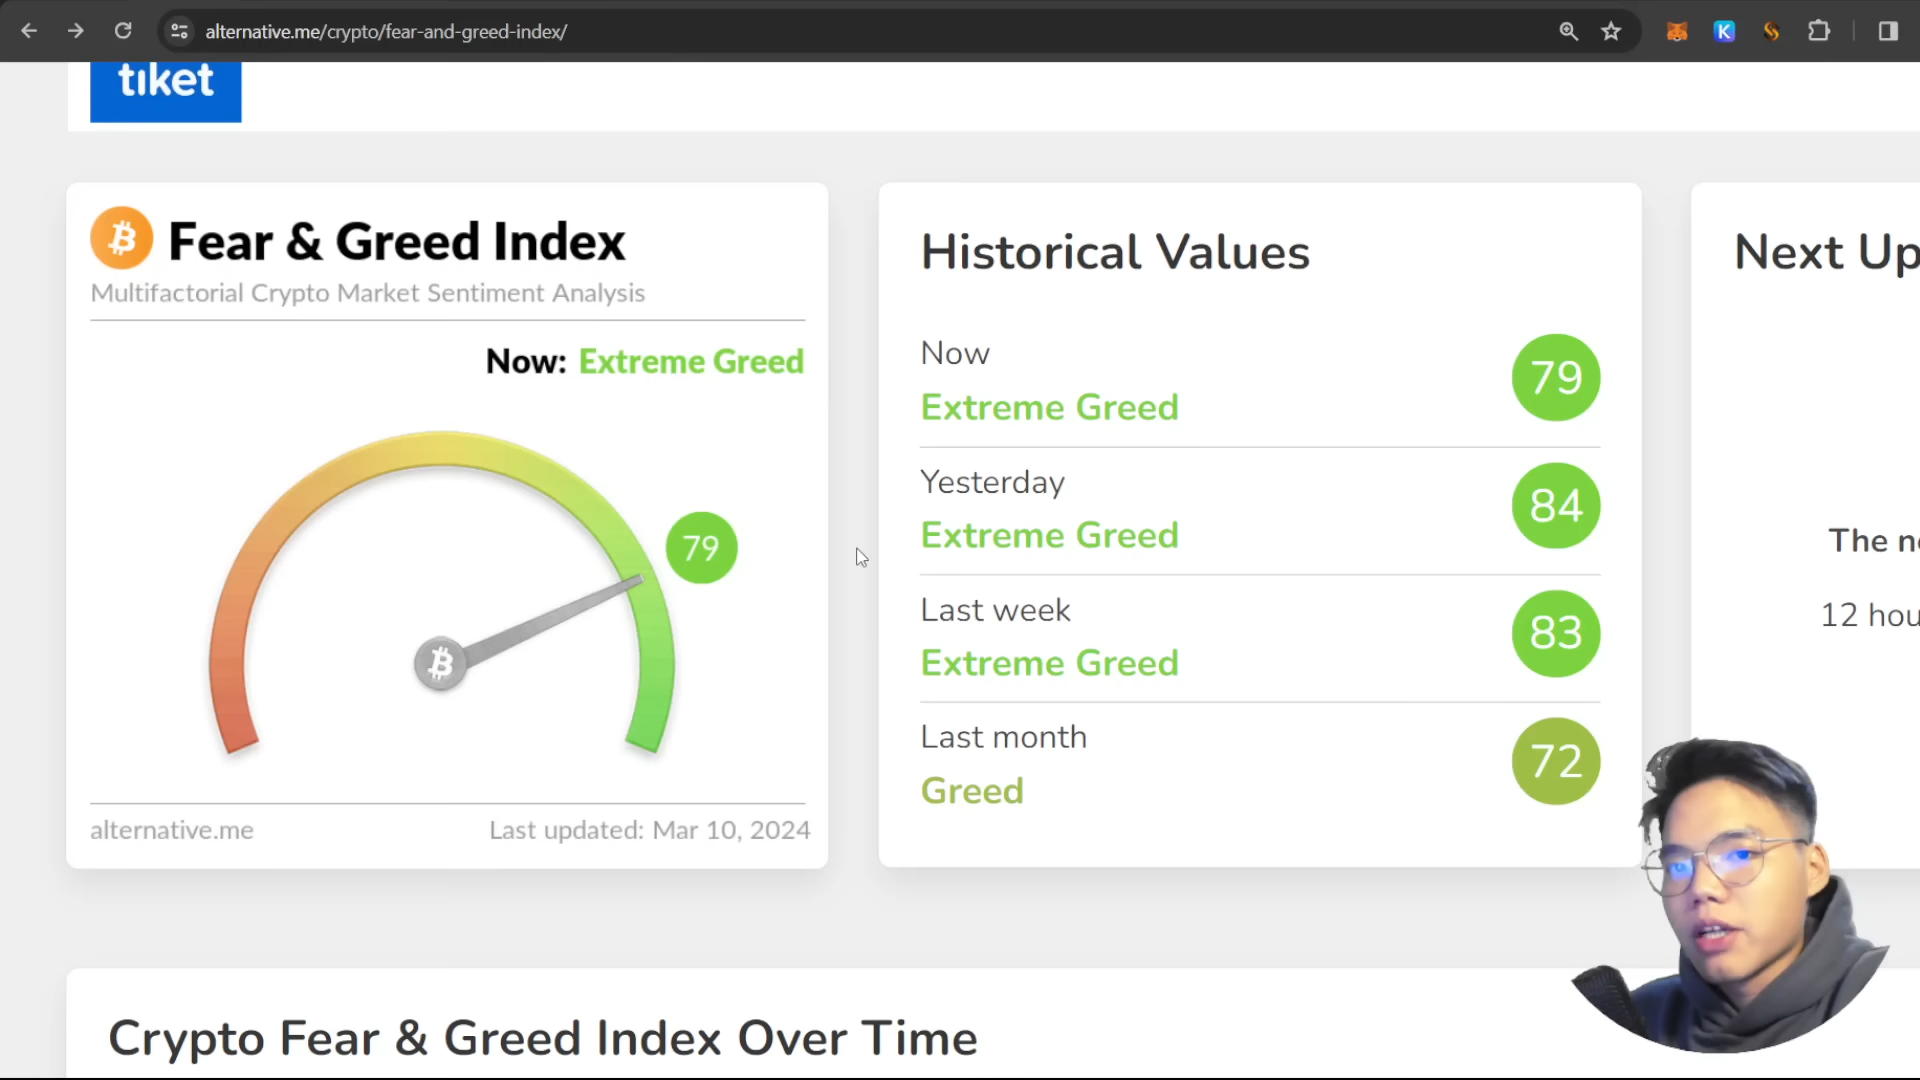 alternative.me/crypto/fear-and-greed-index/
K
tiket
Fear & Greed Index
Multifactorial Crypto Market Sentiment Analysis
Now: Extreme Greed
79
alternative.me
Last updated: Mar 10, 2024
Historical Values
Now
Extreme Greed
79
Yesterday
Extreme Greed
84
Last week
Extreme Greed
83
Last month
Greed
72
Next Up
The n
12 hou
Crypto Fear & Greed Index Over Time